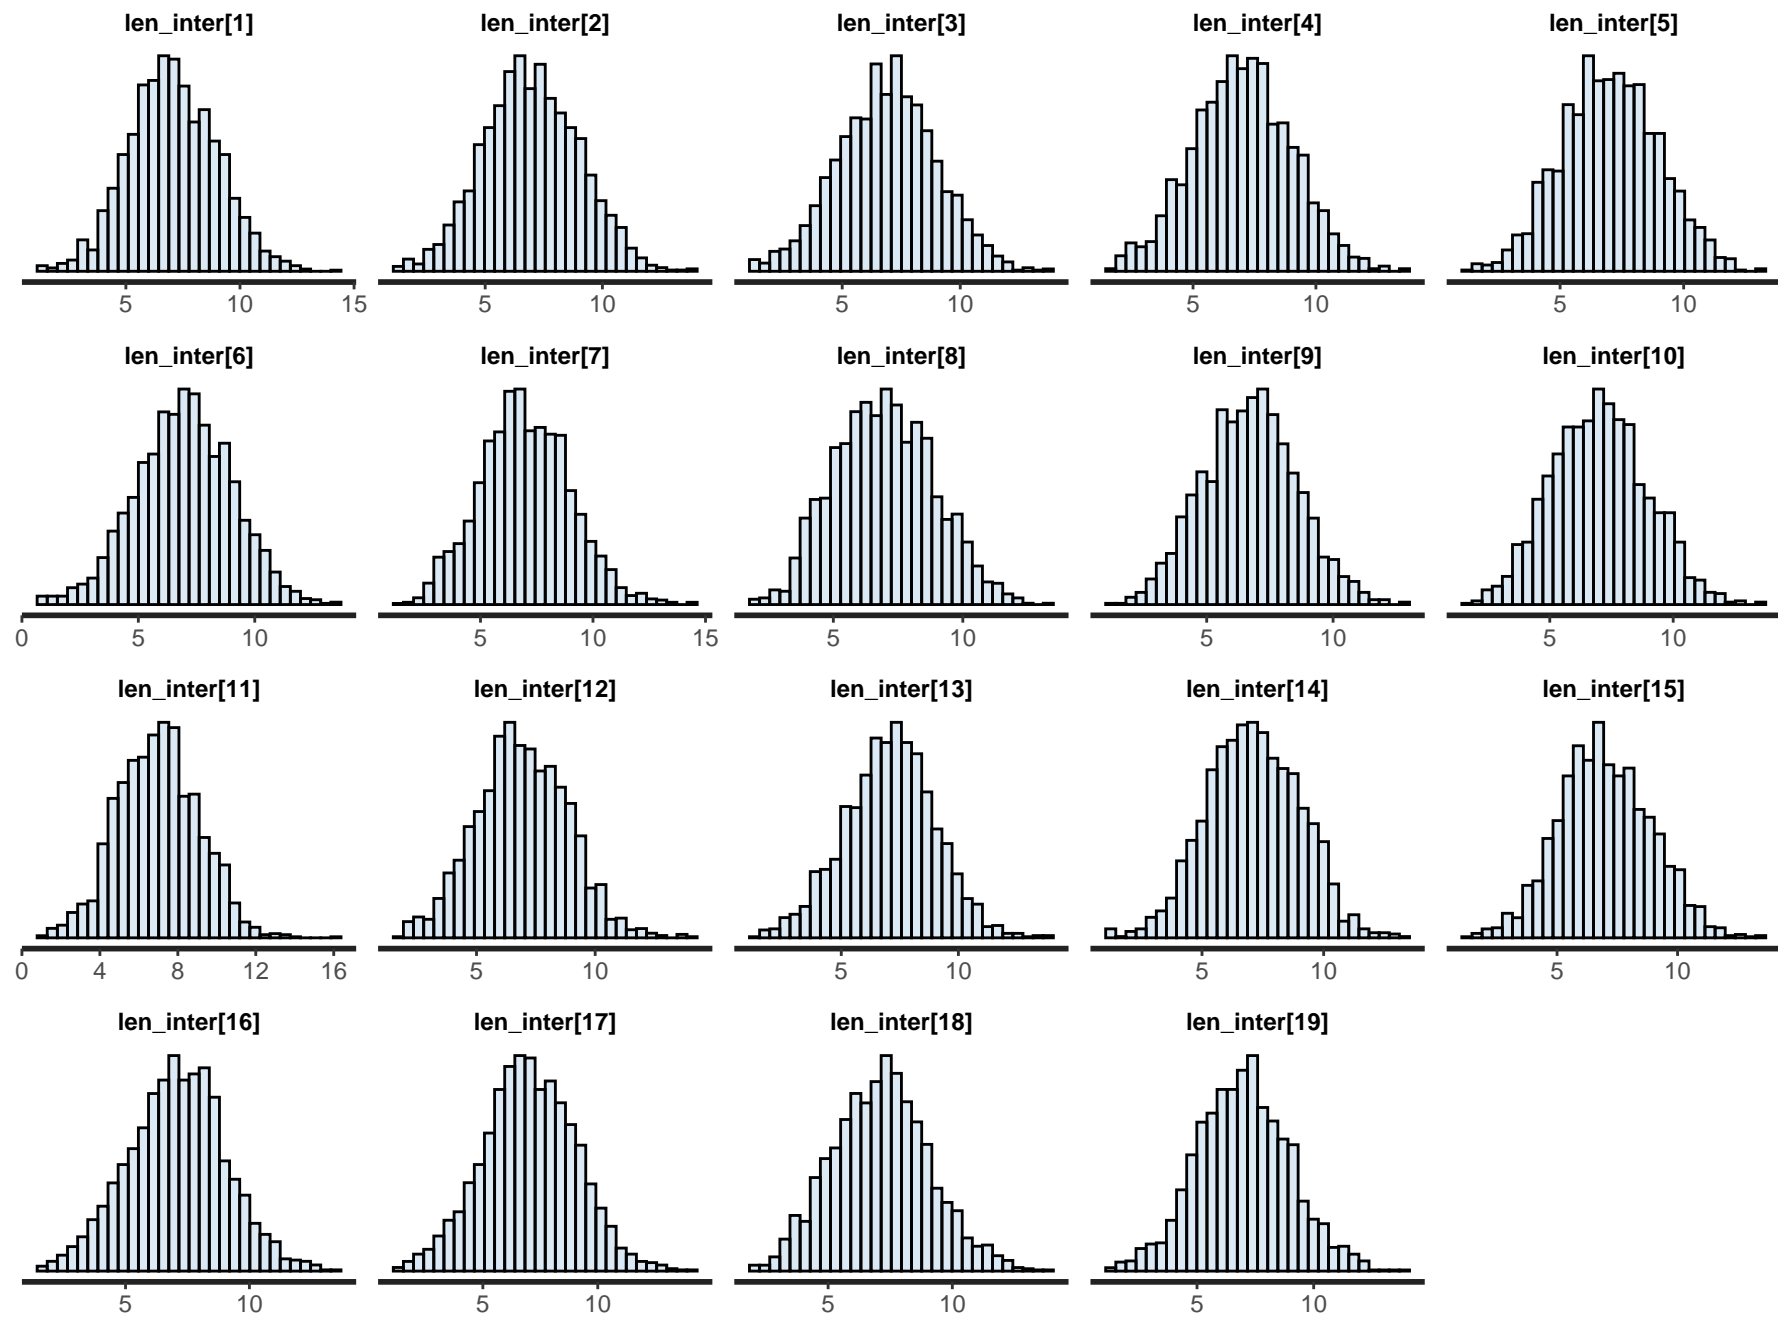 len_inter[1] len_inter[2] len_inter[3] len_inter[4] len_inter[5]
5 10 15 5 10 5 10 5 10 5 10
len_inter[6] len_inter[7] len_inter[8] len_inter[9] len_inter[10]
0 5 10 5 10 15 5 10 5 10 5 10
len_inter[11] len_inter[12] len_inter[13] len_inter[14] len_inter[15]
0 4 8 12 16 5 10 5 10 5 10 5 10
len_inter[16] len_inter[17] len_inter[18] len_inter[19]
5 10 5 10 5 10 5 10